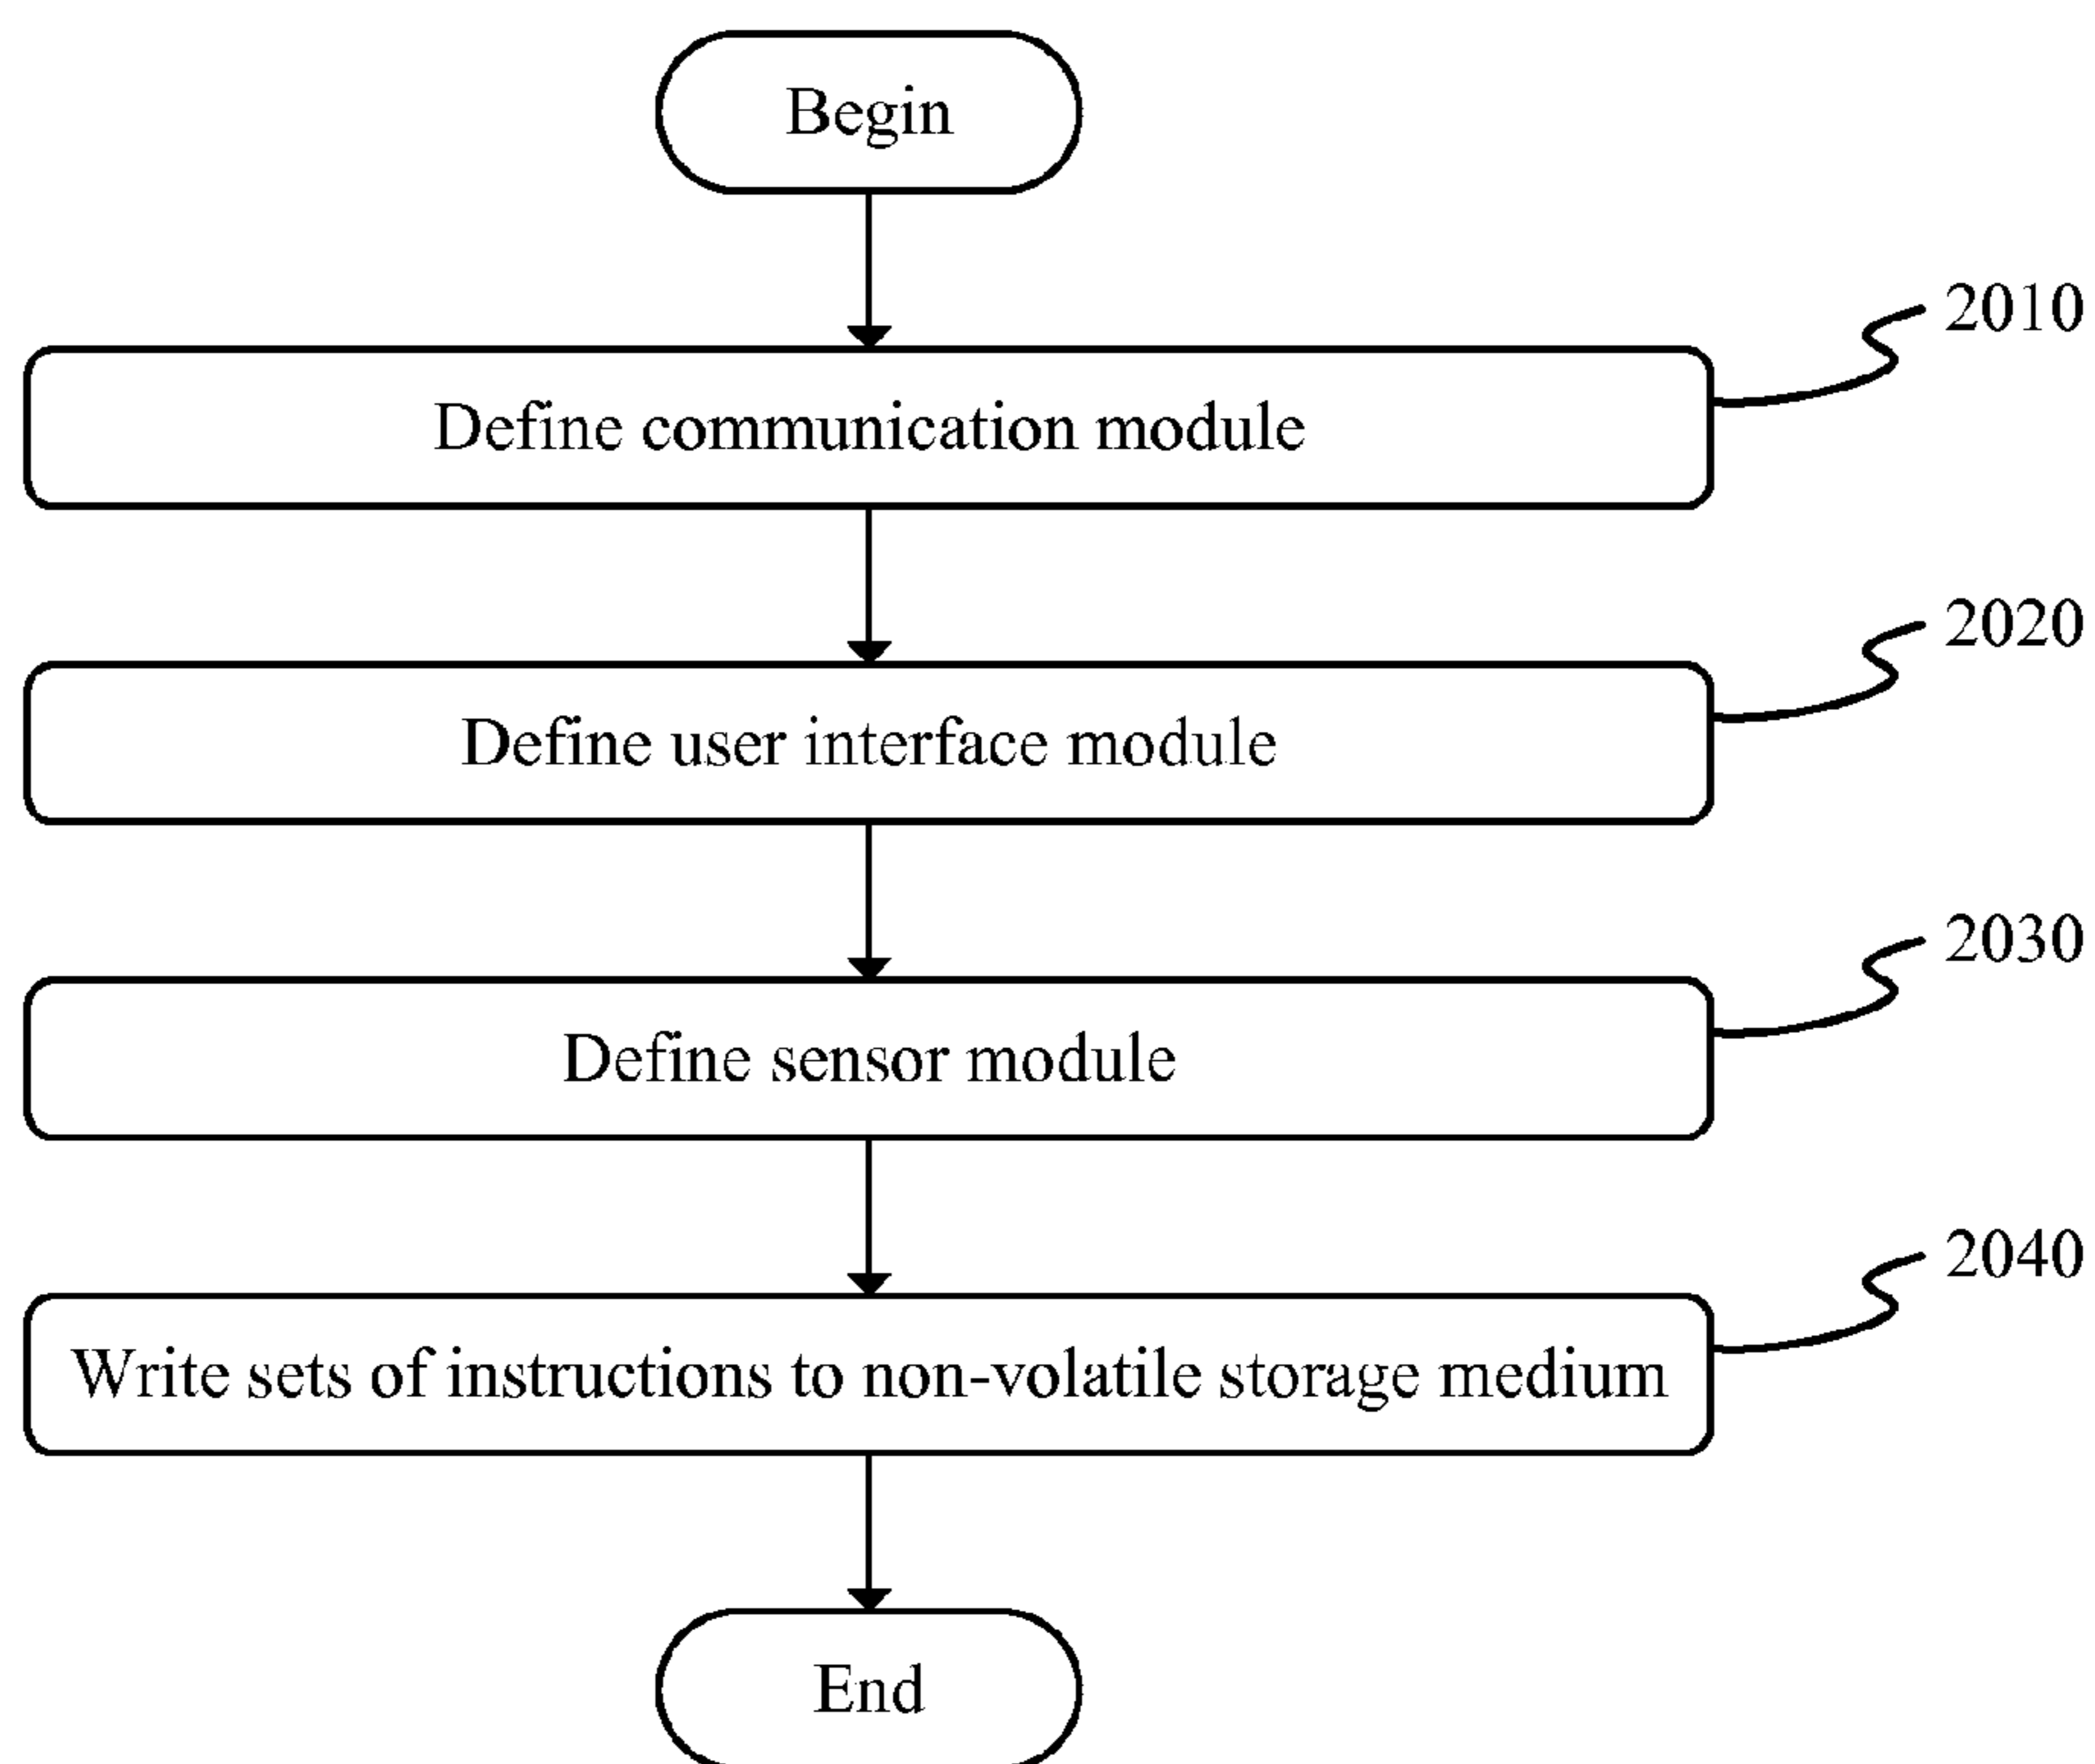 Begin
2010
Define communication module
2020
Define user interface module
2030
Define sensor module
2040
Write sets of instructions to non-volatile storage medium
End